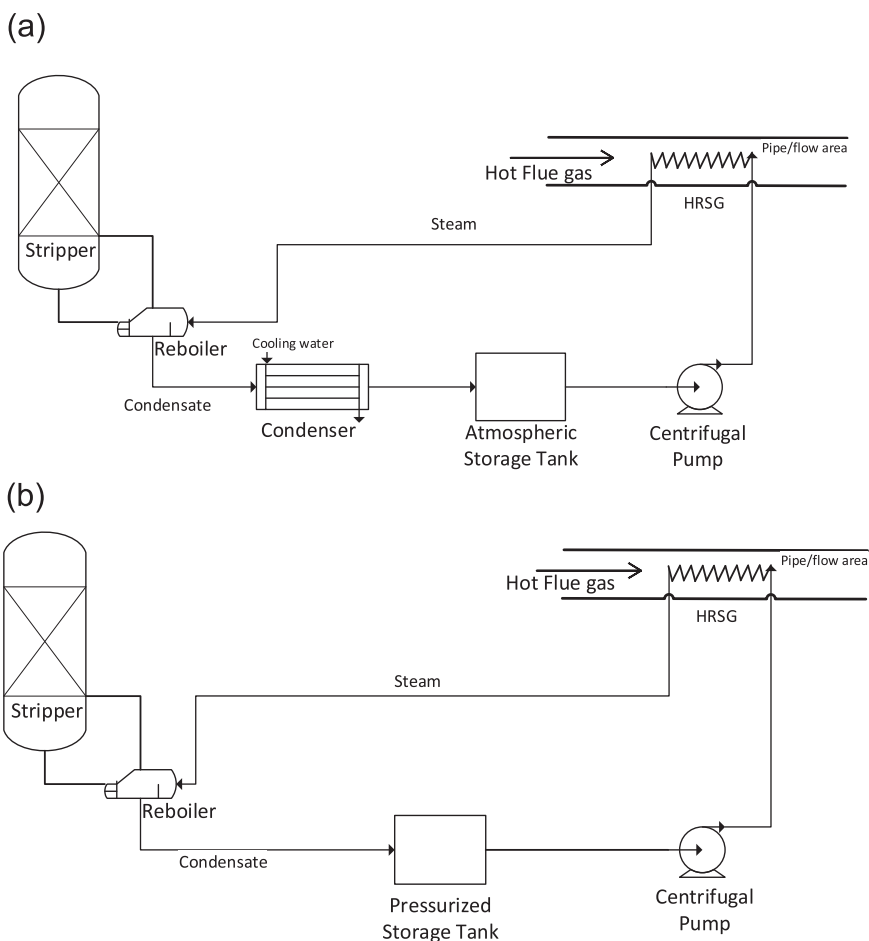 (a)
Pipe/flow area
Hot Flue gas
HRSG
Steam
Stripper
Reboiler
Cooling water
Condensate
Condenser
Atmospheric
Storage Tank
Centrifugal
Pump
(b)
Pipe/flow area
Hot Flue gas
HRSG
Steam
Stripper
Reboiler
Condensate
Pressurized
Storage Tank
Centrifugal
Pump